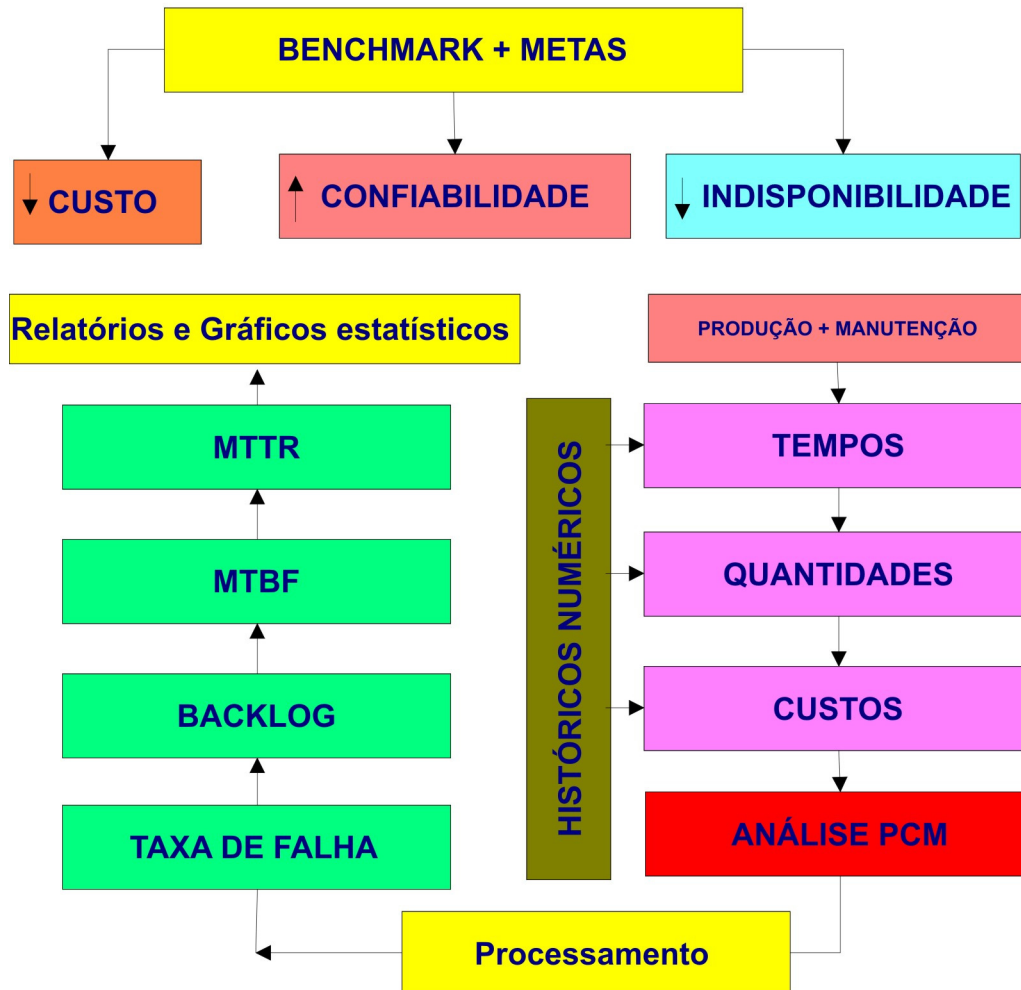 BENCHMARK + METAS
CUSTO
CONFIABILIDADE
INDISPONIBILIDADE
Relatórios e Gráficos estatísticos
PRODUÇÃO + MANUTENÇÃO
MTTR
MTBF
BACKLOG
TAXA DE FALHA
HISTÓRICOS NUMÉRICOS
TEMPOS
QUANTIDADES
CUSTOS
ANÁLISE PCM
Processamento